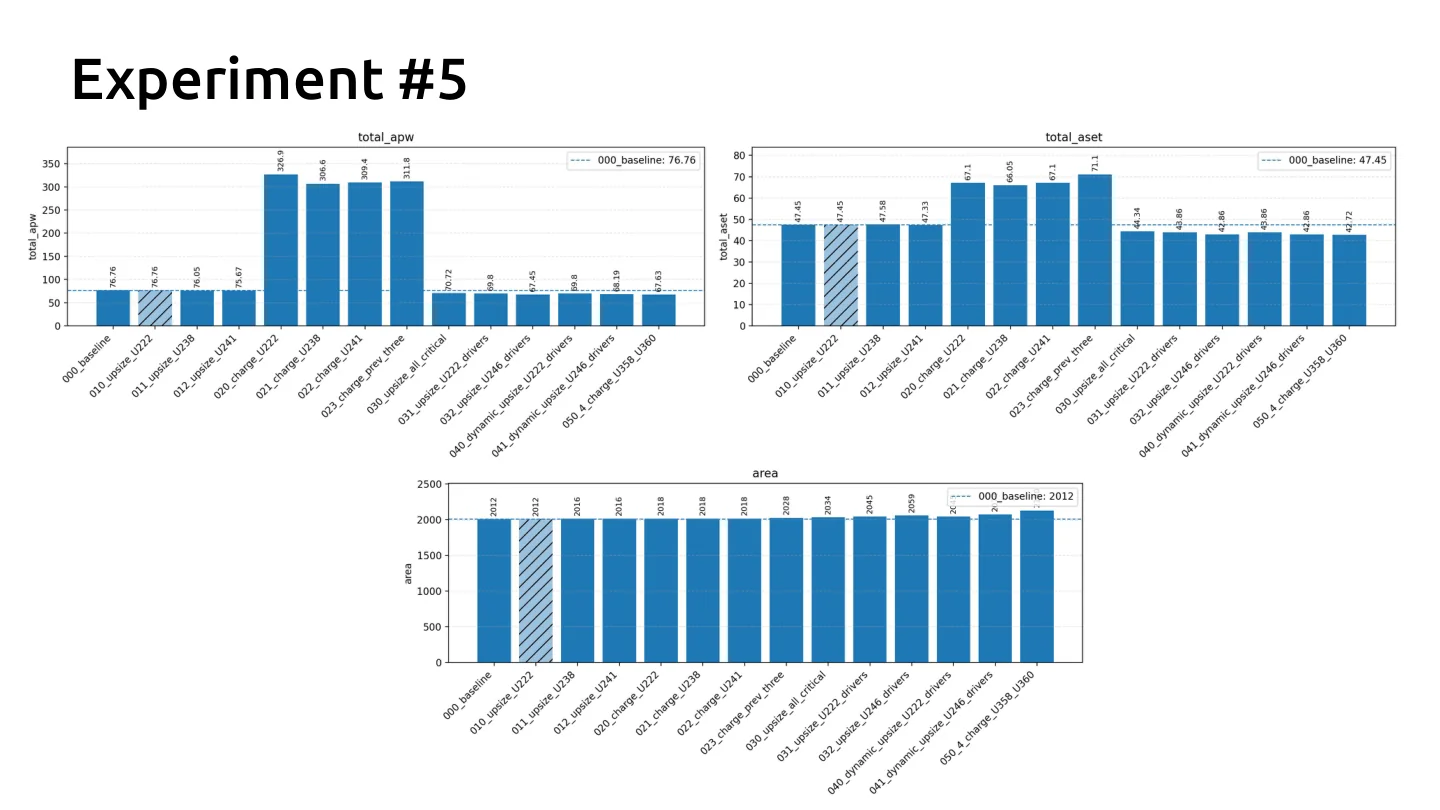 Experiment #5
total_apw
total_apw
350
300
250
200
150
100
50
0
000_baseline: 76.76
76.76
76.76
76.05
75.67
326.9
306.6
309.4
311.8
70.72
69.8
67.45
69.8
68.19
67.63
000_baseline
010_upsize_U222
011_upsize_U238
012_upsize_U241
020_charge_U222
021_charge_U238
022_charge_U241
023_charge_prev_three
030_upsize_all_critical
031_upsize_U222_drivers
032_upsize_U246_drivers
040_dynamic_upsize_U222_drivers
041_dynamic_upsize_U246_drivers
050_4_charge_U358_U360
total_aset
total_aset
80
70
60
50
40
30
20
10
0
000_baseline: 47.45
47.45
47.45
47.58
47.33
67.1
66.05
67.1
71.1
44.34
43.86
42.86
43.86
42.86
42.72
000_baseline
010_upsize_U222
011_upsize_U238
012_upsize_U241
020_charge_U222
021_charge_U238
022_charge_U241
023_charge_prev_three
030_upsize_all_critical
031_upsize_U222_drivers
032_upsize_U246_drivers
040_dynamic_upsize_U222_drivers
041_dynamic_upsize_U246_drivers
050_4_charge_U358_U360
area
area
2500
2000
1500
1000
500
0
000_baseline: 2012
2012
2012
2016
2016
2018
2018
2018
2028
2034
2045
2059
000_baseline
010_upsize_U222
011_upsize_U238
012_upsize_U241
020_charge_U222
021_charge_U238
022_charge_U241
023_charge_prev_three
030_upsize_all_critical
031_upsize_U222_drivers
032_upsize_U246_drivers
040_dynamic_upsize_U222_drivers
041_dynamic_upsize_U246_drivers
050_4_charge_U358_U360